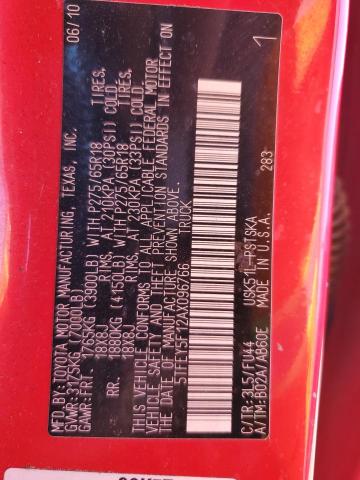 MFD. BY: TOYOTA MOTOR MANUFACTURING, TEXAS, INC. 06/10
GVWR: 3175KG (7000LB)
GAWR: FRT. 1765KG (3900LB) WITH P275/65R18 TIRES,
18X8J RIMS, AT 210KPA (30PSI) COLD.
RR. 1880KG (4150LB) WITH P275/65R18 TIRES,
18X8J RIMS, AT 230KPA (33PSI) COLD.
THIS VEHICLE CONFORMS TO ALL APPLICABLE FEDERAL MOTOR
VEHICLE SAFETY AND THEFT PREVENTION STANDARDS IN EFFECT ON
THE DATE OF MANUFACTURE SHOWN ABOVE.
5TFEY5F12AX096766 TRUCK
1
C/TR: 3L5/FU44 USK51L-PSTSKA
A/TM: B02A/AB60E MADE IN U.S.A. 283